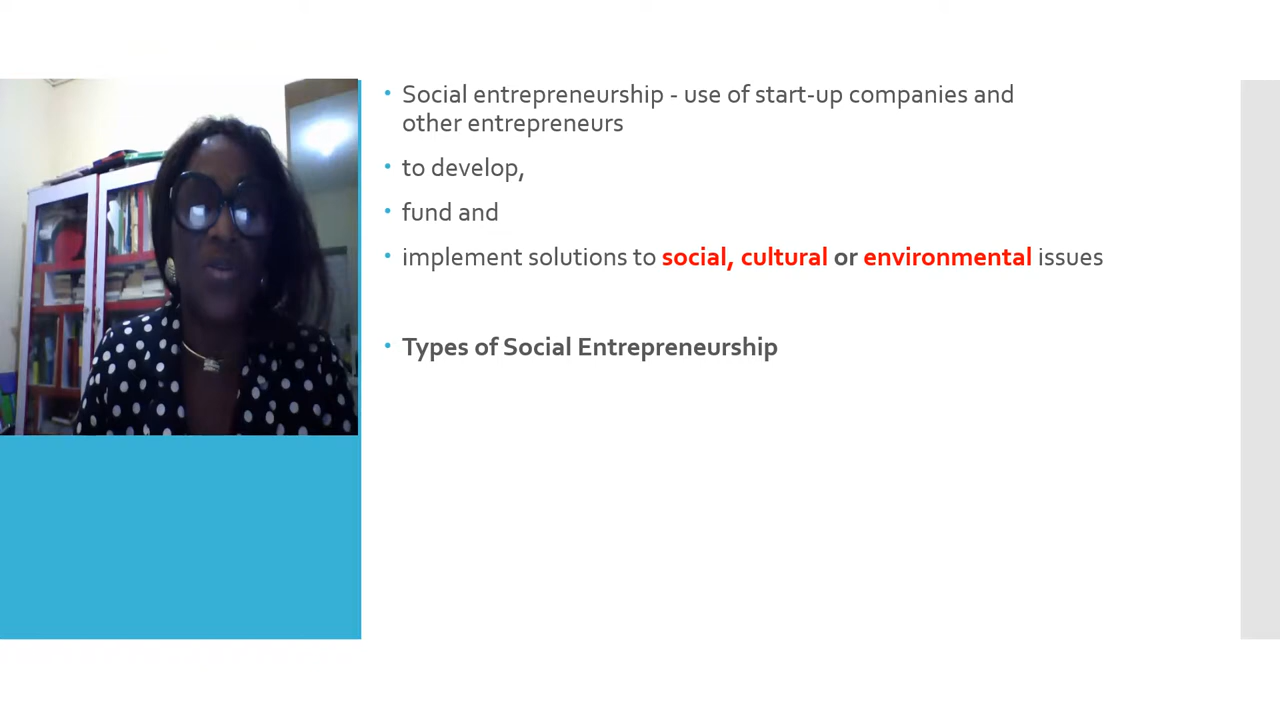 • Social entrepreneurship - use of start-up companies and
other entrepreneurs
• to develop,
• fund and
• implement solutions to social, cultural or environmental issues
• Types of Social Entrepreneurship